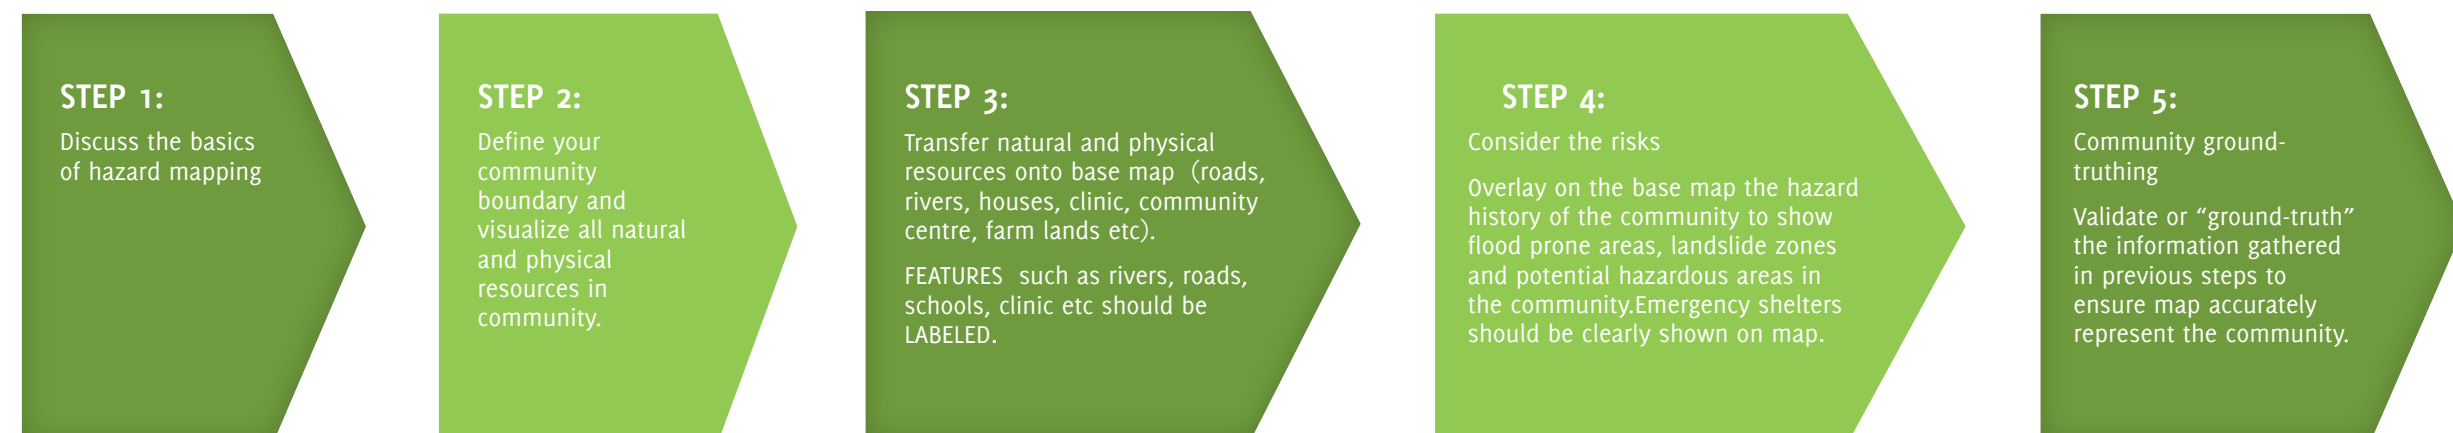 STEP 1:
Discuss the basics
of hazard mapping
STEP 2:
Define your
community
boundary and
visualize all natural
and physical
resources in
community.
STEP 3:
Transfer natural and physical
resources onto base map (roads,
rivers, houses, clinic, community
centre, farm lands etc).
FEATURES such as rivers, roads,
schools, clinic etc should be
LABELED.
STEP 4:
Consider the risks
Overlay on the base map the hazard
history of the community to show
flood prone areas, landslide zones
and potential hazardous areas in
the community.Emergency shelters
should be clearly shown on map.
STEP 5:
Community ground-
truthing
Validate or “ground-truth”
the information gathered
in previous steps to
ensure map accurately
represent the community.